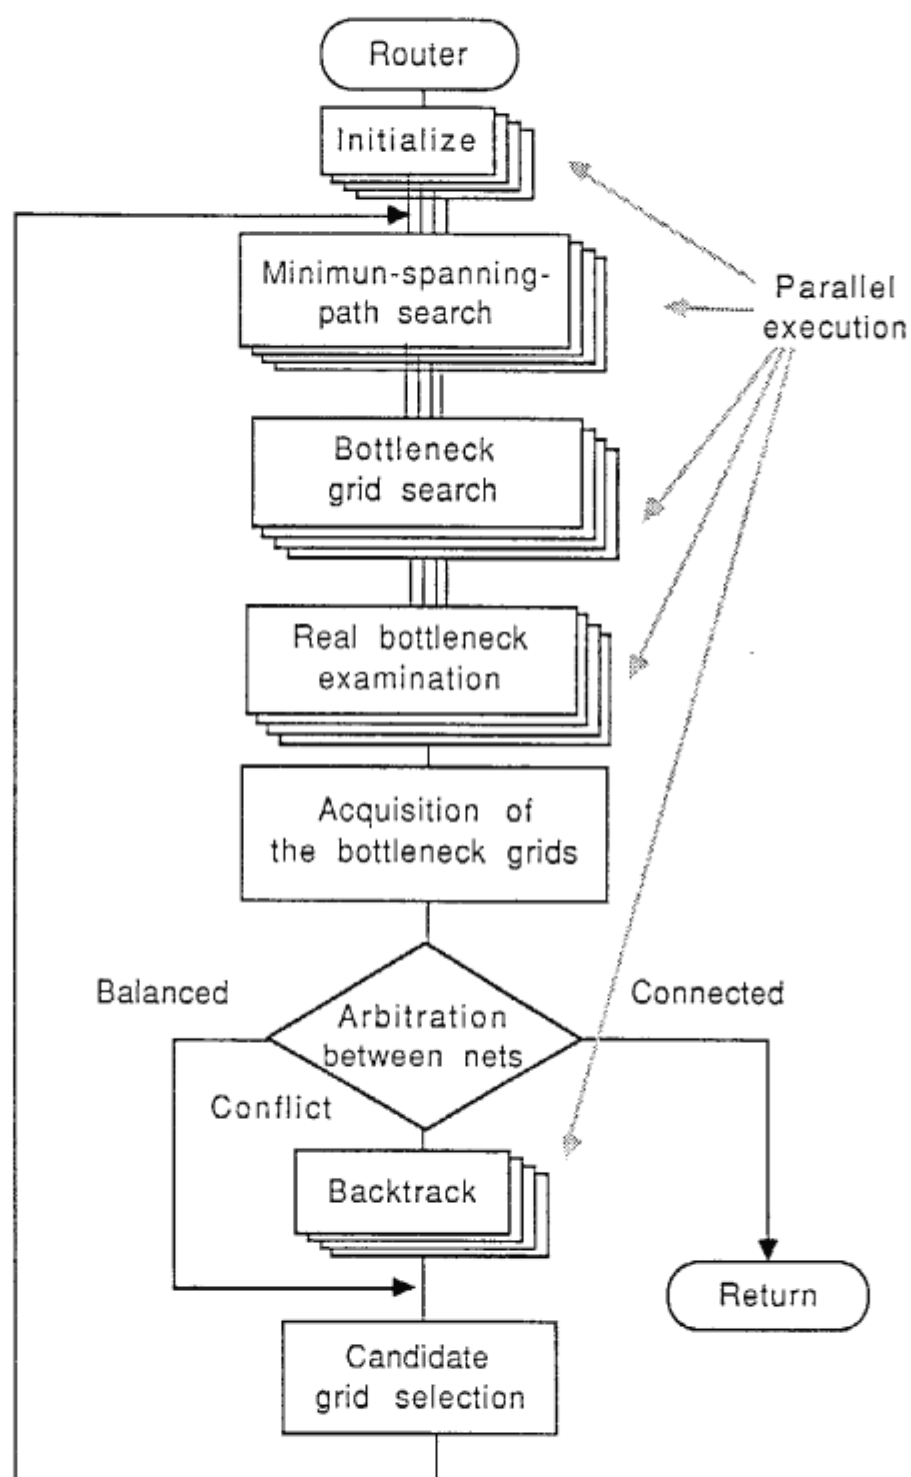 Router
Initialize
Minimun-spanning-
path search
Parallel
execution
Bottleneck
grid search
Real bottleneck
examination
Acquisition of
the bottleneck grids
Balanced
Connected
Arbitration
between nets
Conflict
Backtrack
Return
Candidate
grid selection